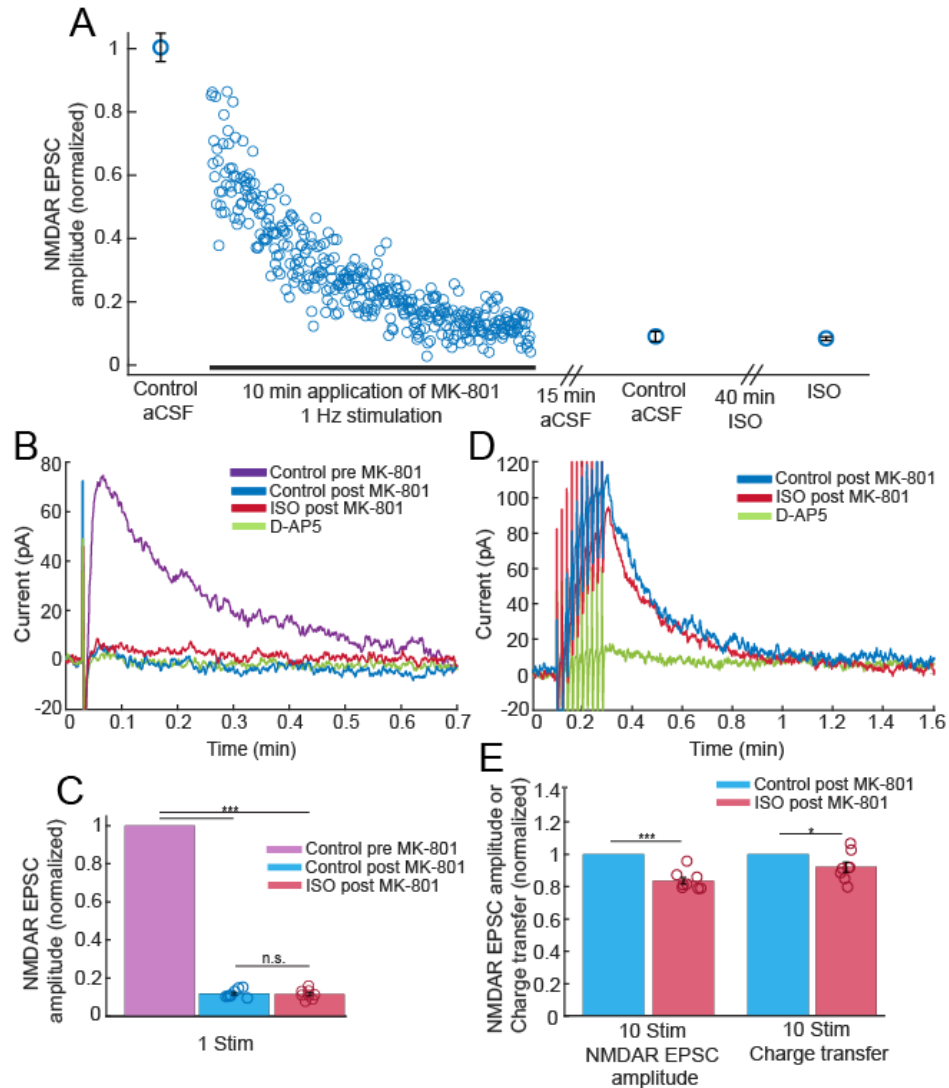 A
NMDAR EPSC
amplitude (normalized)
1
0.8
0.6
0.4
0.2
0
Control
aCSF
10 min application of MK-801
1 Hz stimulation
15 min
aCSF
Control
aCSF
40 min
ISO
ISO
B
Current (pA)
80
60
40
20
0
-20
Control pre MK-801
Control post MK-801
ISO post MK-801
D-AP5
0 0.1 0.2 0.3 0.4 0.5 0.6 0.7
Time (min)
D
Current (pA)
120
100
80
60
40
20
0
-20
Control post MK-801
ISO post MK-801
D-AP5
0 0.2 0.4 0.6 0.8 1 1.2 1.4 1.6
Time (min)
C
NMDAR EPSC
amplitude (normalized)
1
0.8
0.6
0.4
0.2
0
***
n.s.
Control pre MK-801
Control post MK-801
ISO post MK-801
1 Stim
E
NMDAR EPSC amplitude or
Charge transfer (normalized)
1.4
1.2
1
0.8
0.6
0.4
0.2
0
Control post MK-801
ISO post MK-801
***
*
10 Stim
NMDAR EPSC
amplitude
10 Stim
Charge transfer